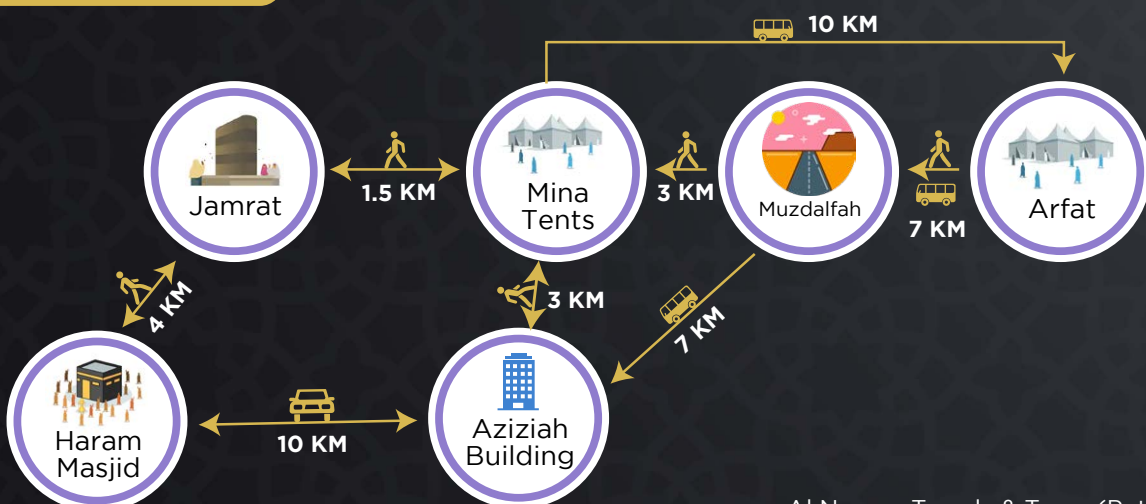 10 KM
Jamrat
1.5 KM
Mina
Tents
3 KM
Muzdalfah
7 KM
Arfat
4 KM
3 KM
7 KM
Haram
Masjid
10 KM
Aziziah
Building